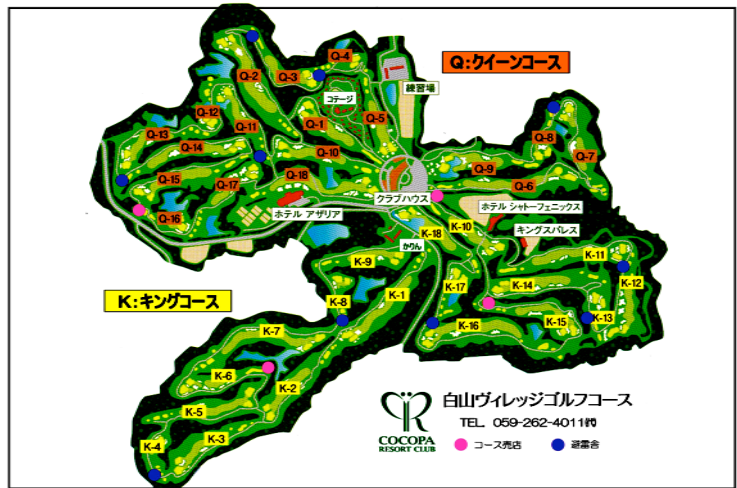 Q:クイーンコース
練習場
コテージ
クラブハウス
ホテル アザリア
ホテル シャトーフェニックス
キングスパレス
かりん
Q-1
Q-2
Q-3
Q-4
Q-5
Q-6
Q-7
Q-8
Q-9
Q-10
Q-11
Q-12
Q-13
Q-14
Q-15
Q-16
Q-17
Q-18
K:キングコース
K-1
K-2
K-3
K-4
K-5
K-6
K-7
K-8
K-9
K-10
K-11
K-12
K-13
K-14
K-15
K-16
K-17
K-18
白山ヴィレッジゴルフコース
TEL 059-262-4011㈹
COCOPA
RESORT CLUB
コース売店
避雷舎